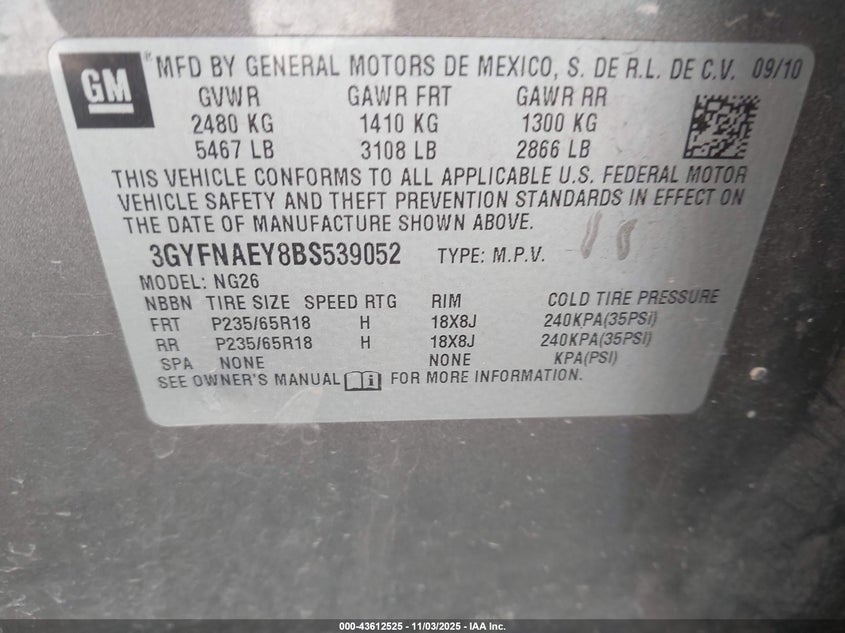 GM ® MFD BY GENERAL MOTORS DE MEXICO, S. DE R.L. DE C.V. 09/10
GVWR GAWR FRT GAWR RR
2480 KG 1410 KG 1300 KG
5467 LB 3108 LB 2866 LB
THIS VEHICLE CONFORMS TO ALL APPLICABLE U.S. FEDERAL MOTOR
VEHICLE SAFETY AND THEFT PREVENTION STANDARDS IN EFFECT ON
THE DATE OF MANUFACTURE SHOWN ABOVE.
3GYFNAEY8BS539052 TYPE: M.P.V.
MODEL: NG26
NBBN TIRE SIZE SPEED RTG RIM COLD TIRE PRESSURE
FRT P235/65R18 H 18X8J 240KPA(35PSI)
RR P235/65R18 H 18X8J 240KPA(35PSI)
SPA NONE NONE KPA(PSI)
SEE OWNER'S MANUAL FOR MORE INFORMATION.
000-43612525 - 11/03/2025 - IAA Inc.